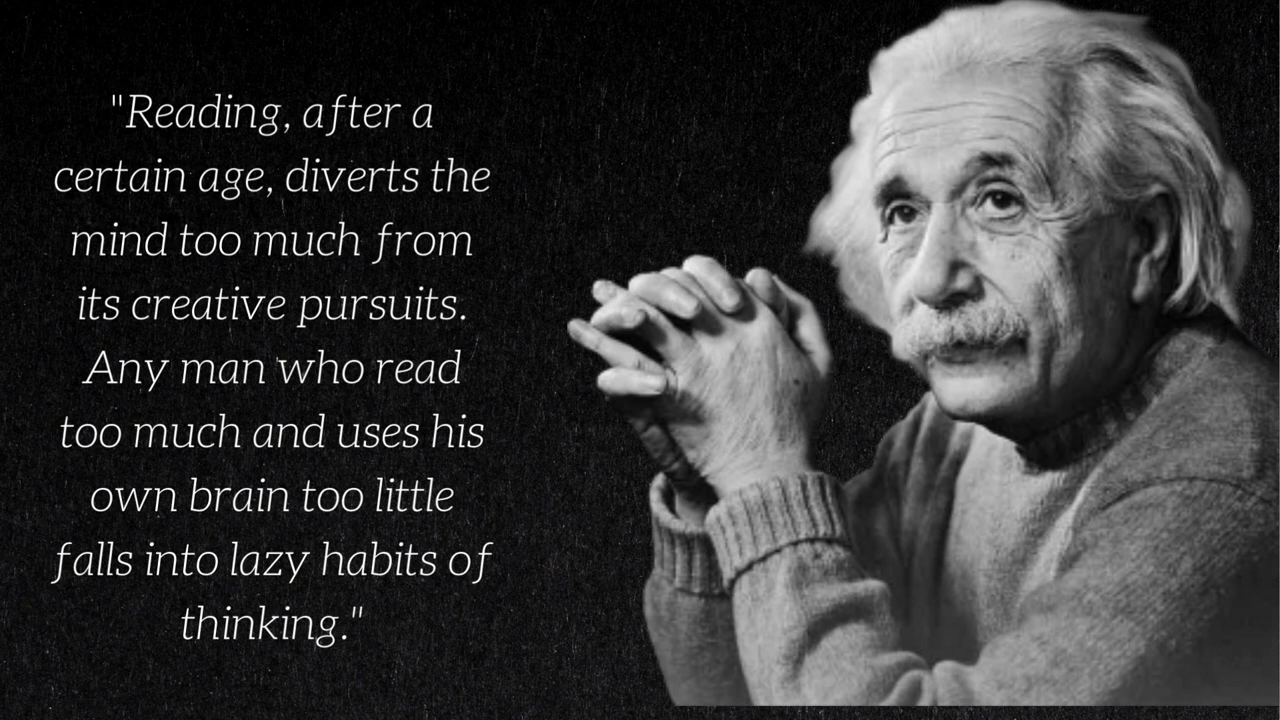 "Reading, after a
certain age, diverts the
mind too much from
its creative pursuits.
Any man who read
too much and uses his
own brain too little
falls into lazy habits of
thinking."